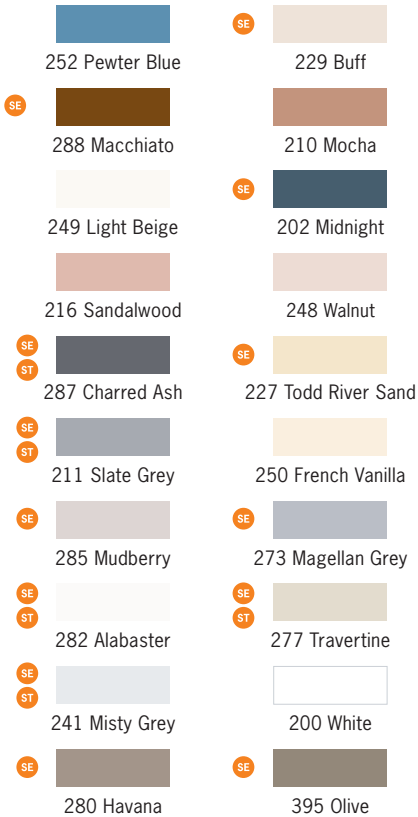 SE
252 Pewter Blue
229 Buff
SE
288 Macchiato
210 Mocha
SE
249 Light Beige
202 Midnight
216 Sandalwood
248 Walnut
SE
ST
SE
287 Charred Ash
227 Todd River Sand
SE
ST
211 Slate Grey
250 French Vanilla
SE
SE
285 Mudberry
273 Magellan Grey
SE
ST
SE
ST
282 Alabaster
277 Travertine
SE
ST
241 Misty Grey
200 White
SE
SE
280 Havana
395 Olive